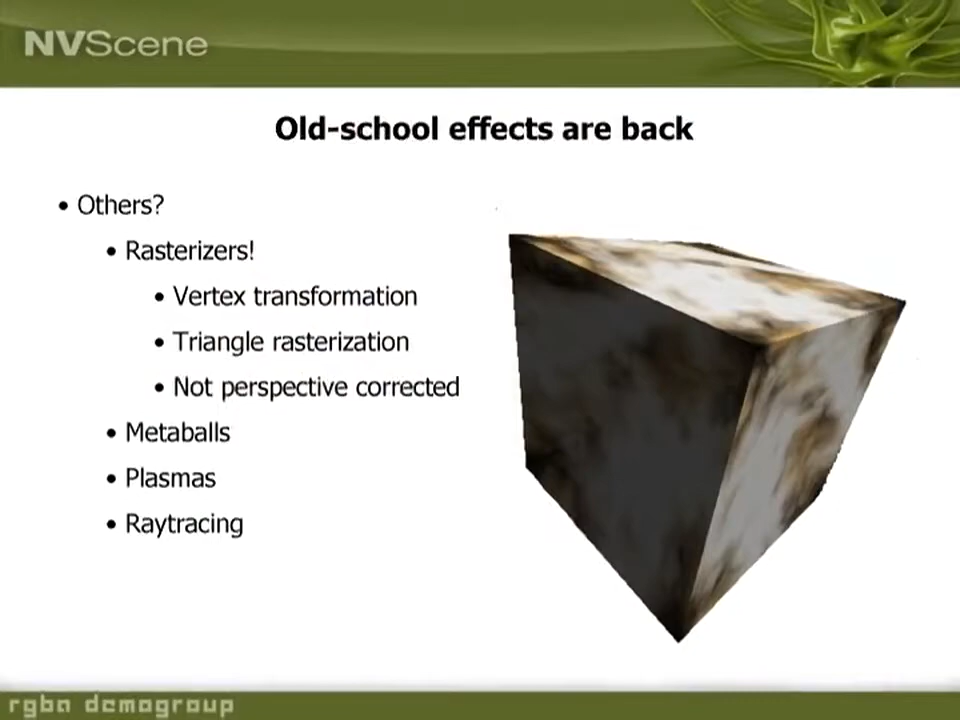 NVScene
Old-school effects are back
• Others?
• Rasterizers!
• Vertex transformation
• Triangle rasterization
• Not perspective corrected
• Metaballs
• Plasmas
• Raytracing
rgba demogroup